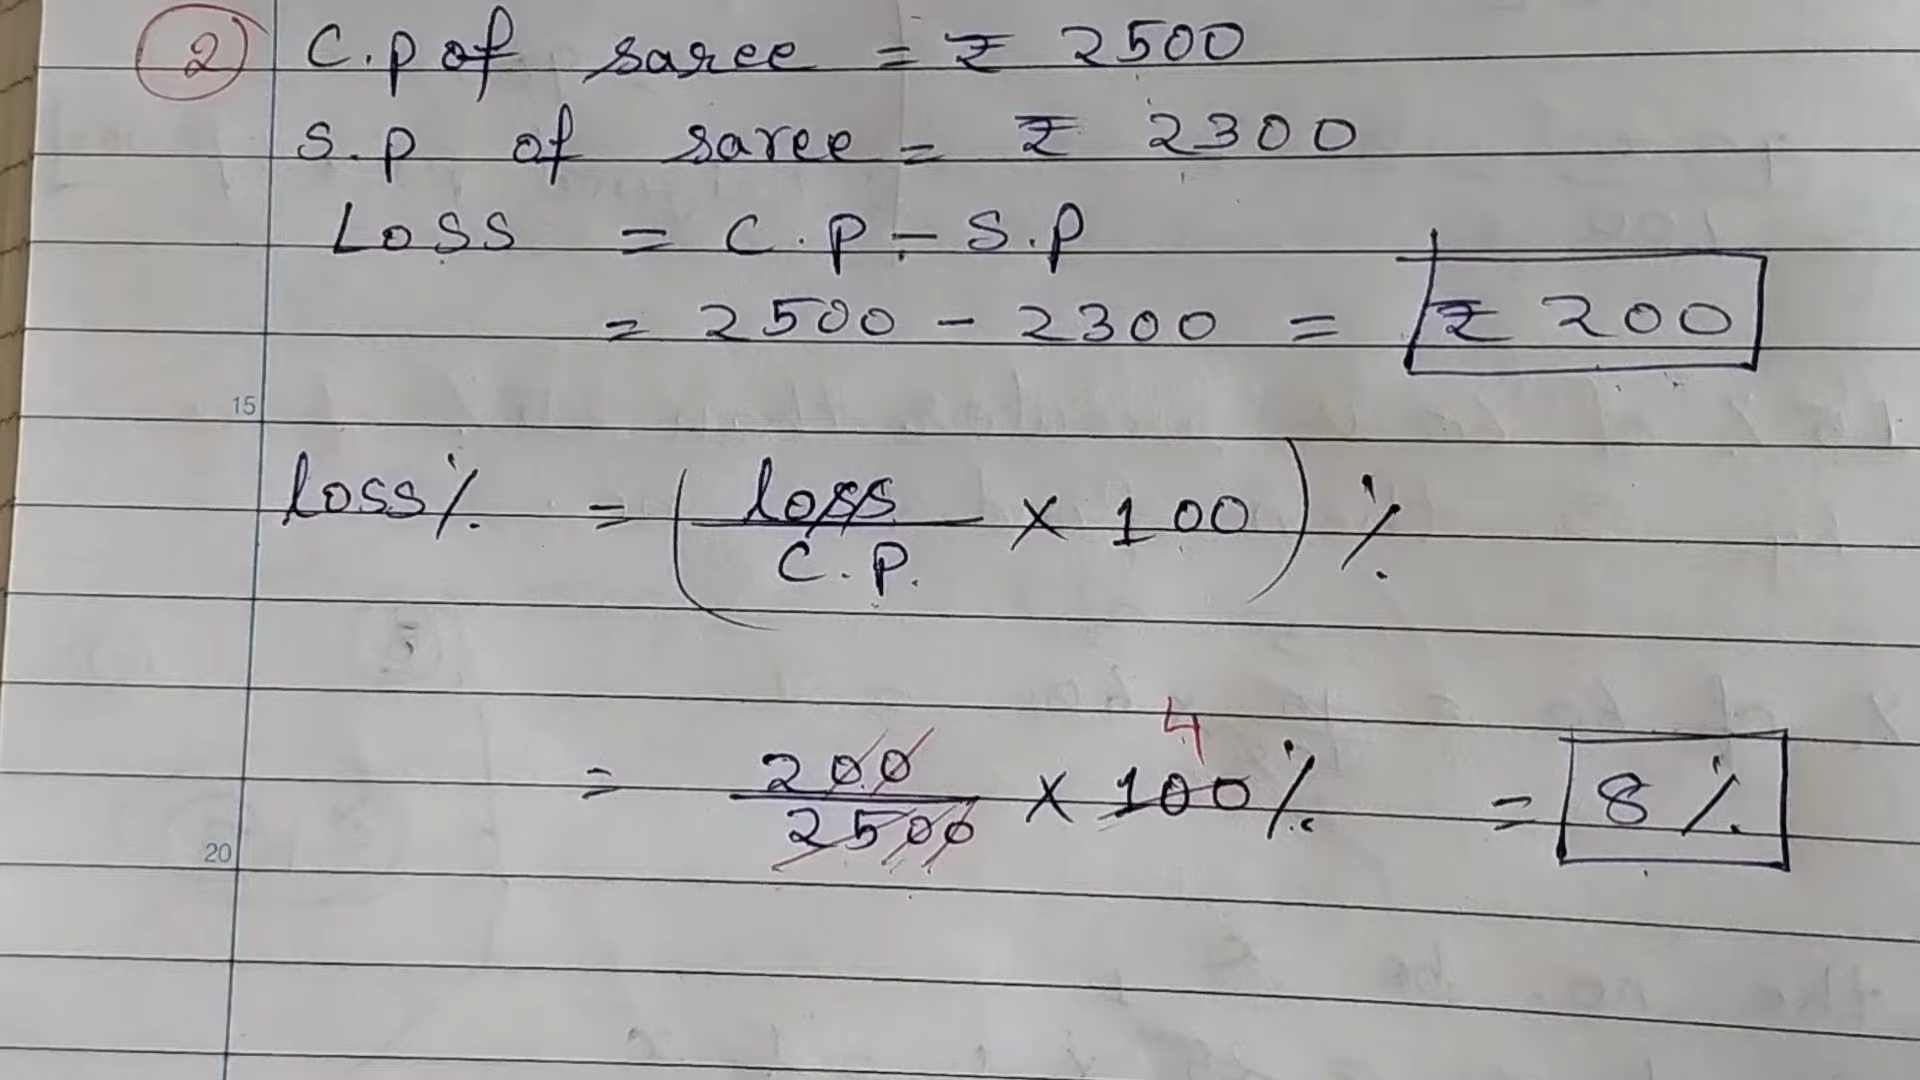 2 C.p of saree = ₹ 2500
S.p of saree = ₹ 2300
Loss = C.p - S.p
= 2500 - 2300 = ₹ 200
15
loss% = (loss/C.P. × 100) %
4
= 200/2500 × 100% = 8%
20